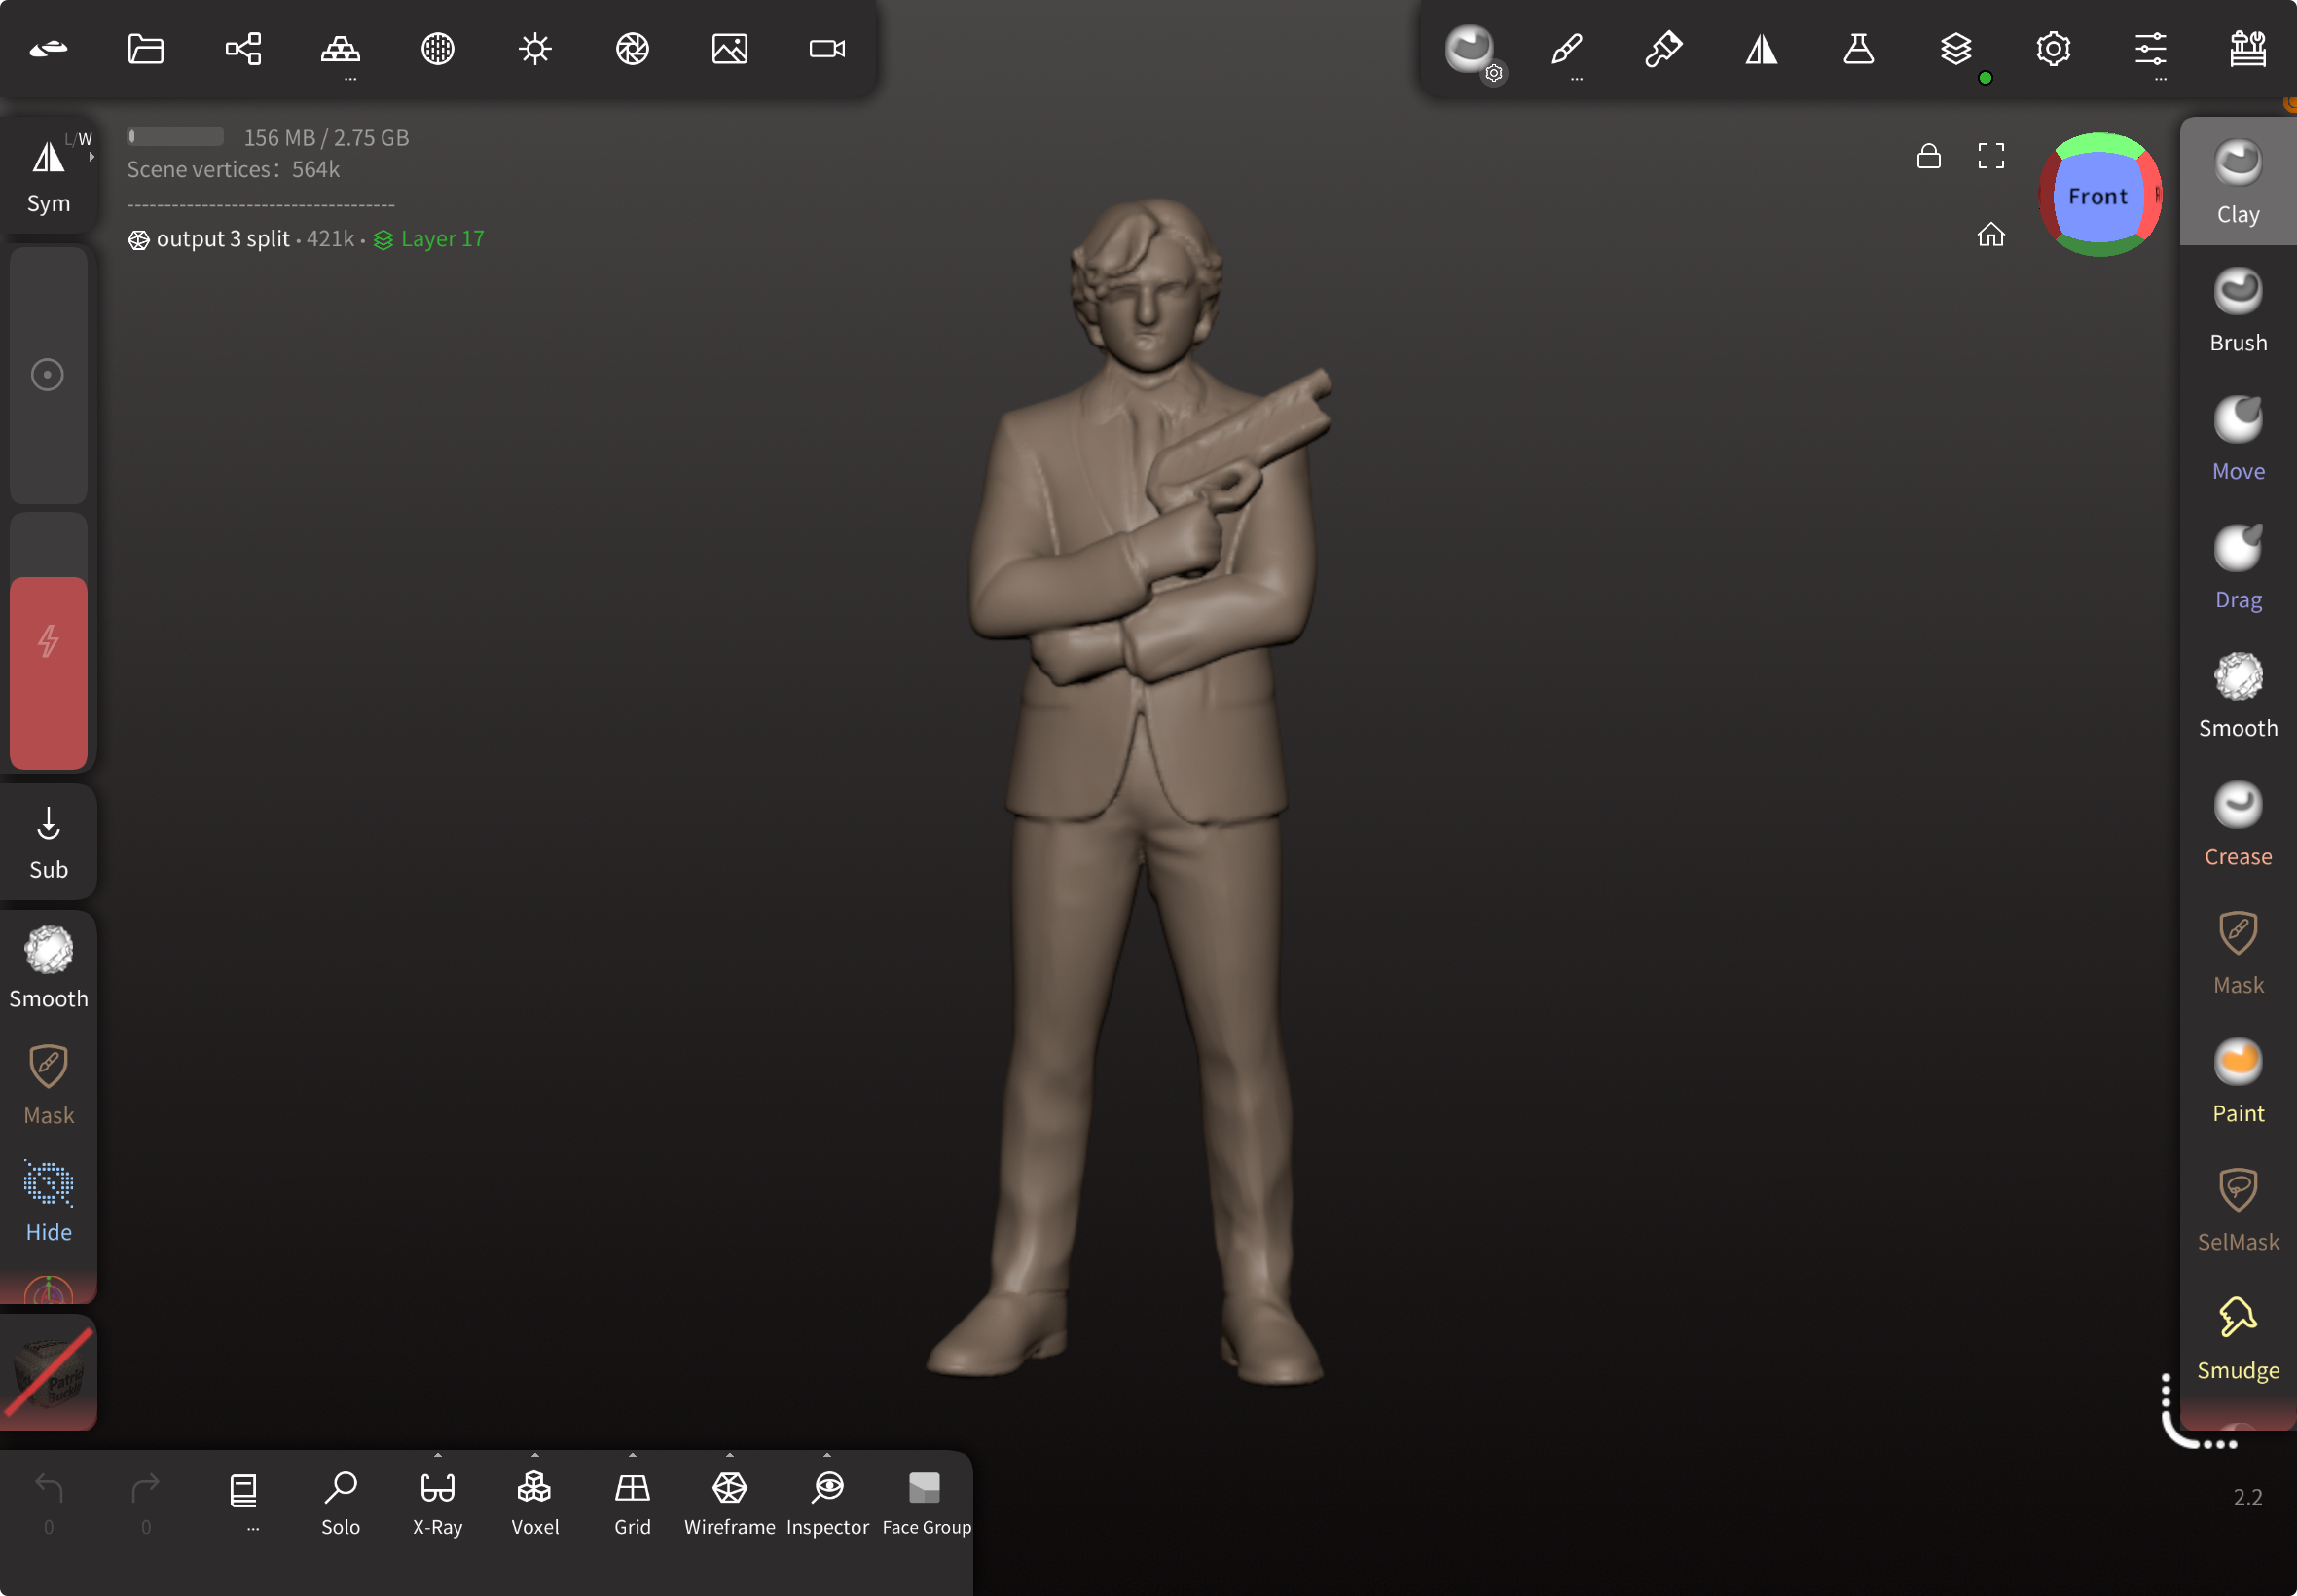 L/W
Sym
156 MB / 2.75 GB
Scene vertices: 564k
-----------------------------------
output 3 split • 421k • Layer 17
Front
Clay
Brush
Move
Drag
Smooth
Crease
Mask
Paint
SelMask
Smudge
Sub
Smooth
Mask
Hide
0
0
...
Solo
X-Ray
Voxel
Grid
Wireframe
Inspector
Face Group
2.2